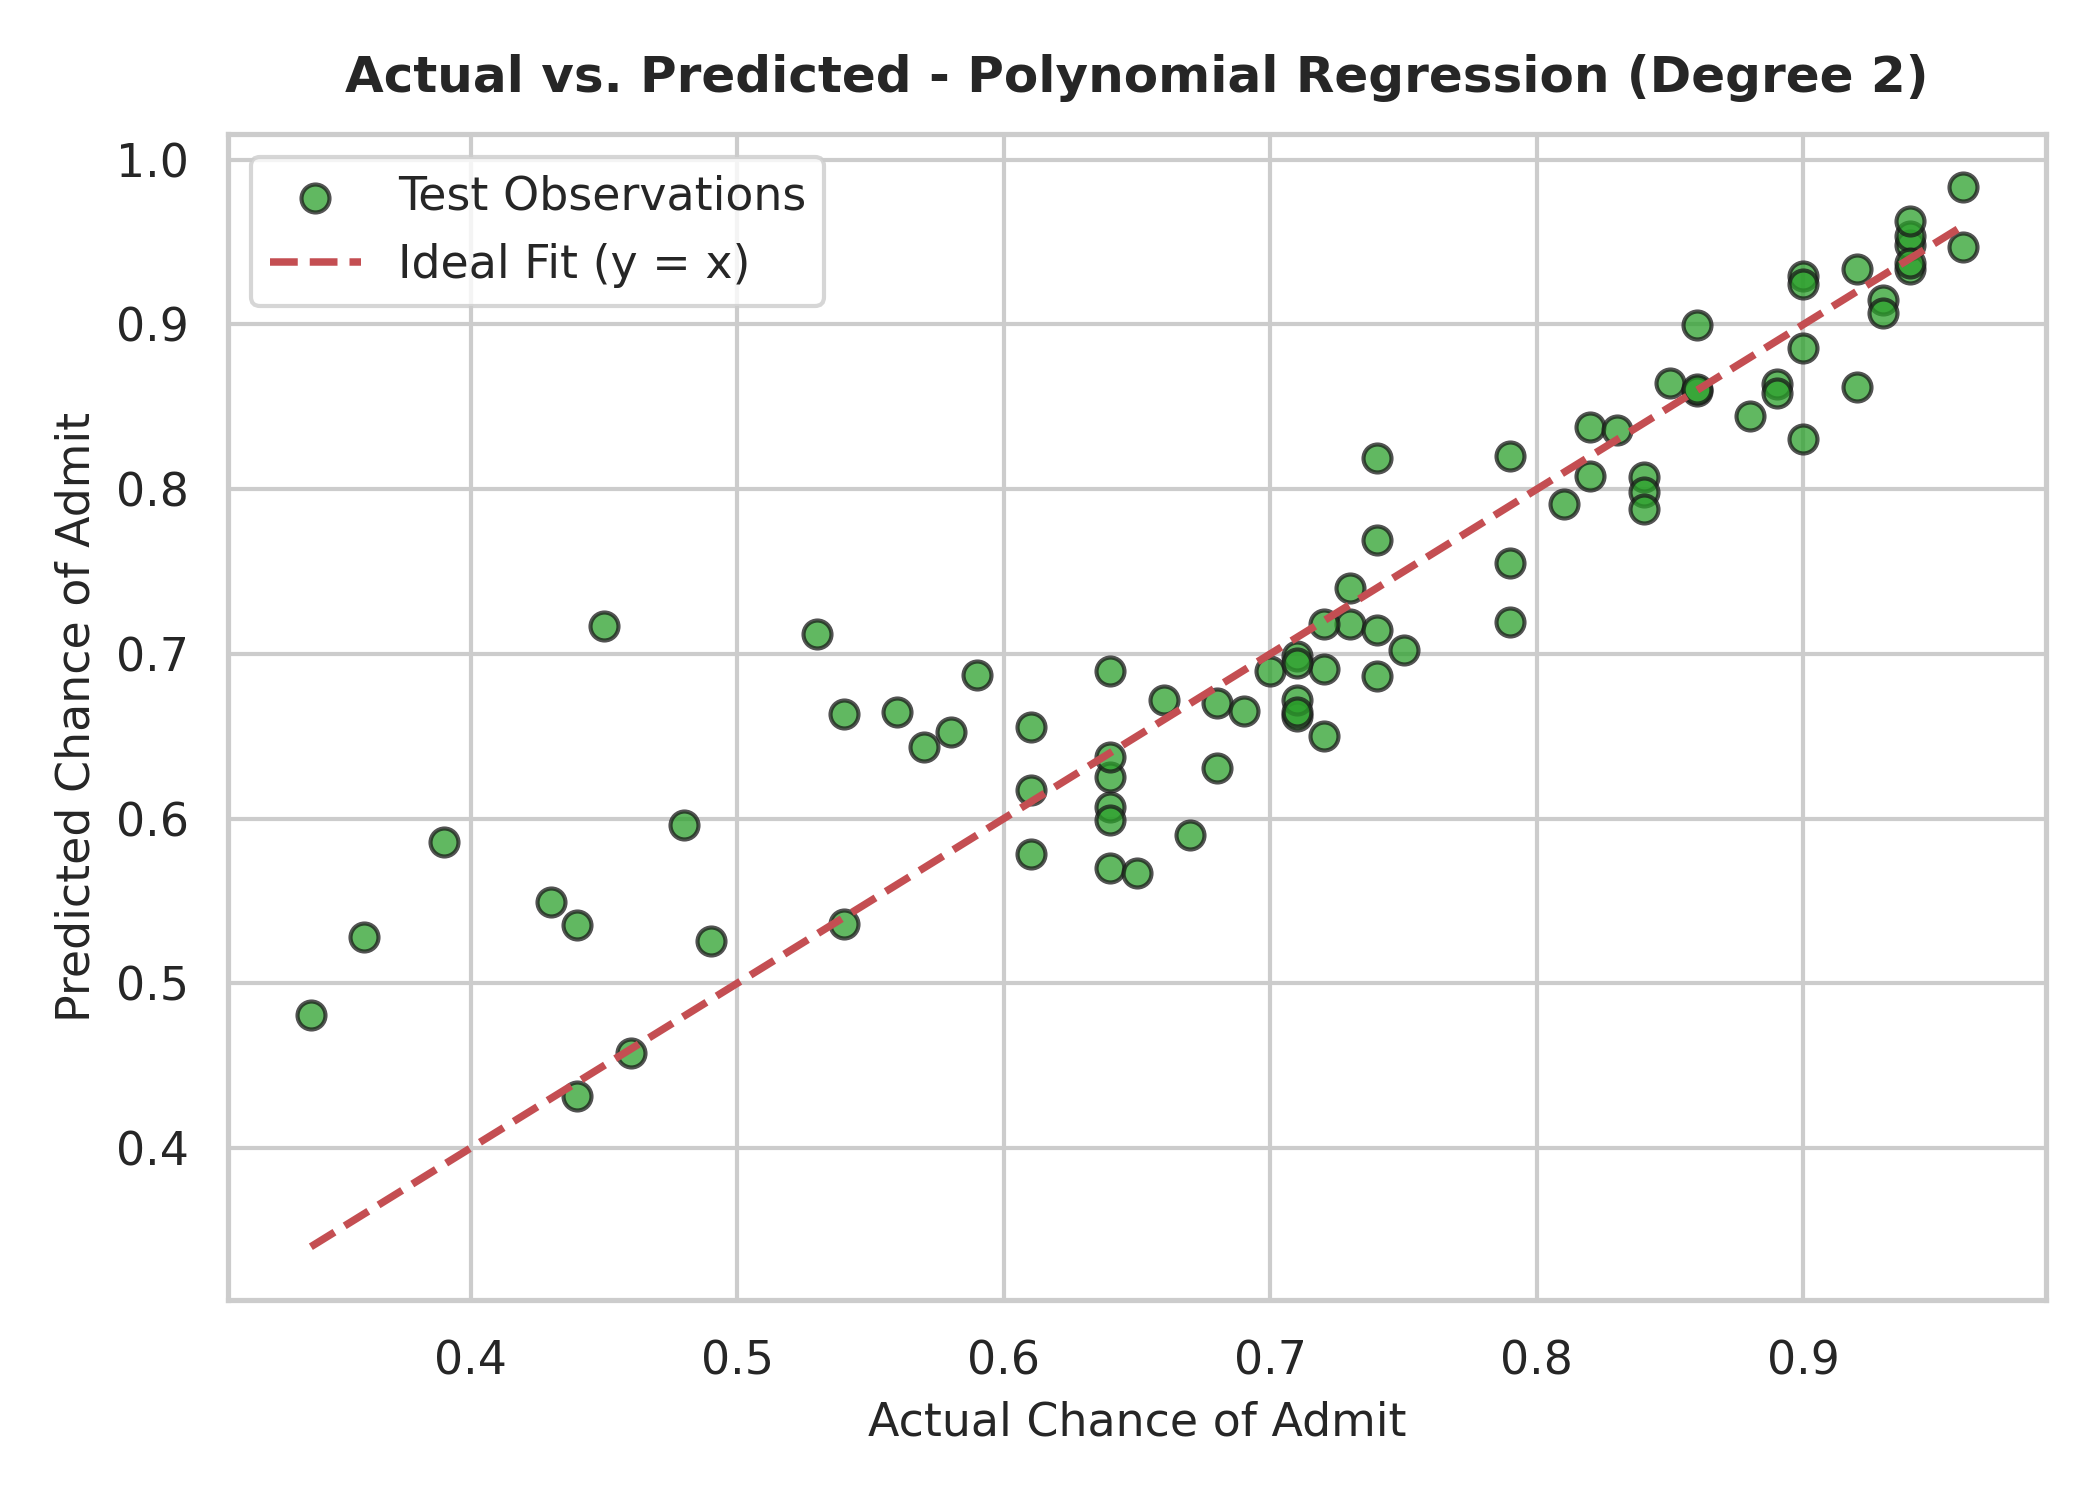 Actual vs. Predicted - Polynomial Regression (Degree 2)
Test Observations
Ideal Fit (y = x)
1.0
0.9
0.8
0.7
0.6
0.5
0.4
Predicted Chance of Admit
0.4 0.5 0.6 0.7 0.8 0.9
Actual Chance of Admit